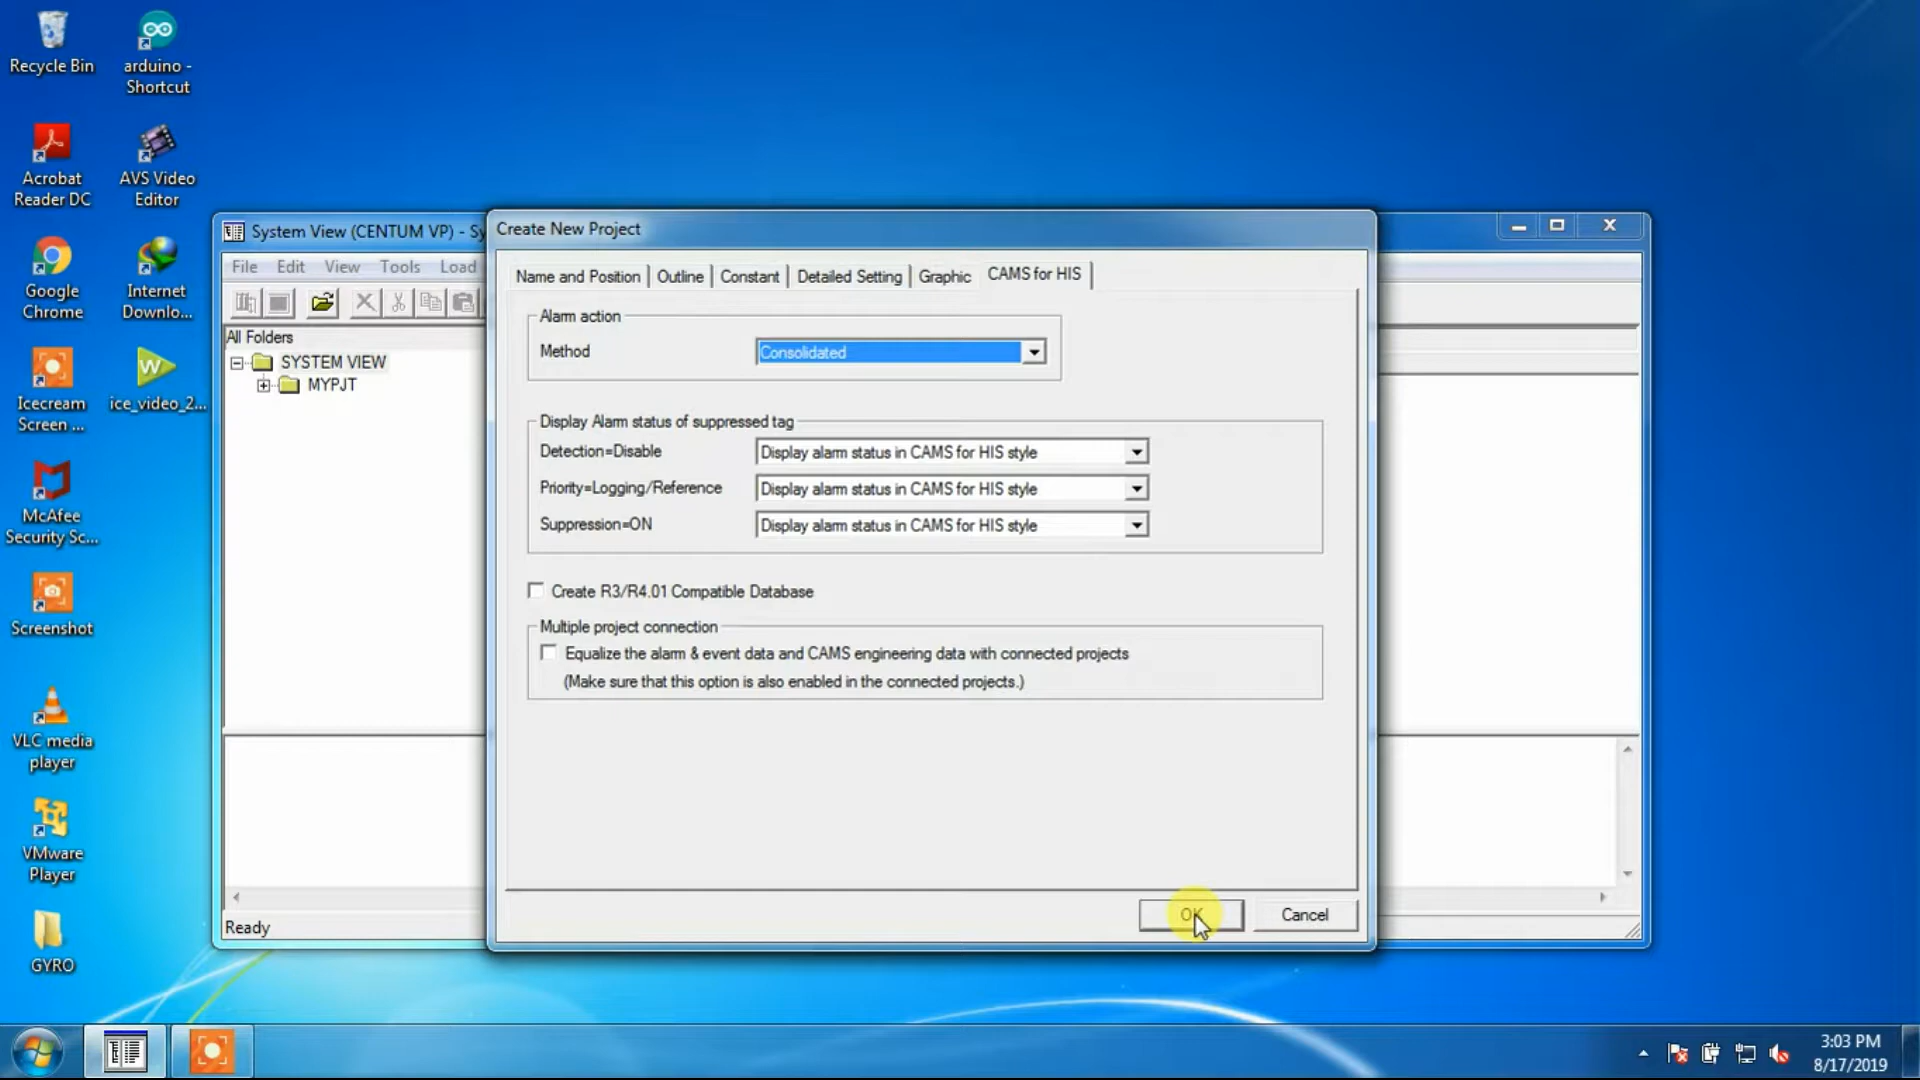 Recycle Bin
arduino -
Shortcut
Acrobat
Reader DC
AVS Video
Editor
Google
Chrome
Internet
Downlo...
Icecream
Screen ...
ice_video_2...
McAfee
Security Sc...
Screenshot
VLC media
player
VMware
Player
GYRO
System View (CENTUM VP) - Sy
File Edit View Tools Load
All Folders
SYSTEM VIEW
MYPJT
Ready
Create New Project
Name and Position Outline Constant Detailed Setting Graphic CAMS for HIS
Alarm action
Method Consolidated
Display Alarm status of suppressed tag
Detection=Disable Display alarm status in CAMS for HIS style
Priority=Logging/Reference Display alarm status in CAMS for HIS style
Suppression=ON Display alarm status in CAMS for HIS style
Create R3/R4.01 Compatible Database
Multiple project connection
Equalize the alarm & event data and CAMS engineering data with connected projects
(Make sure that this option is also enabled in the connected projects.)
OK Cancel
3:03 PM
8/17/2019